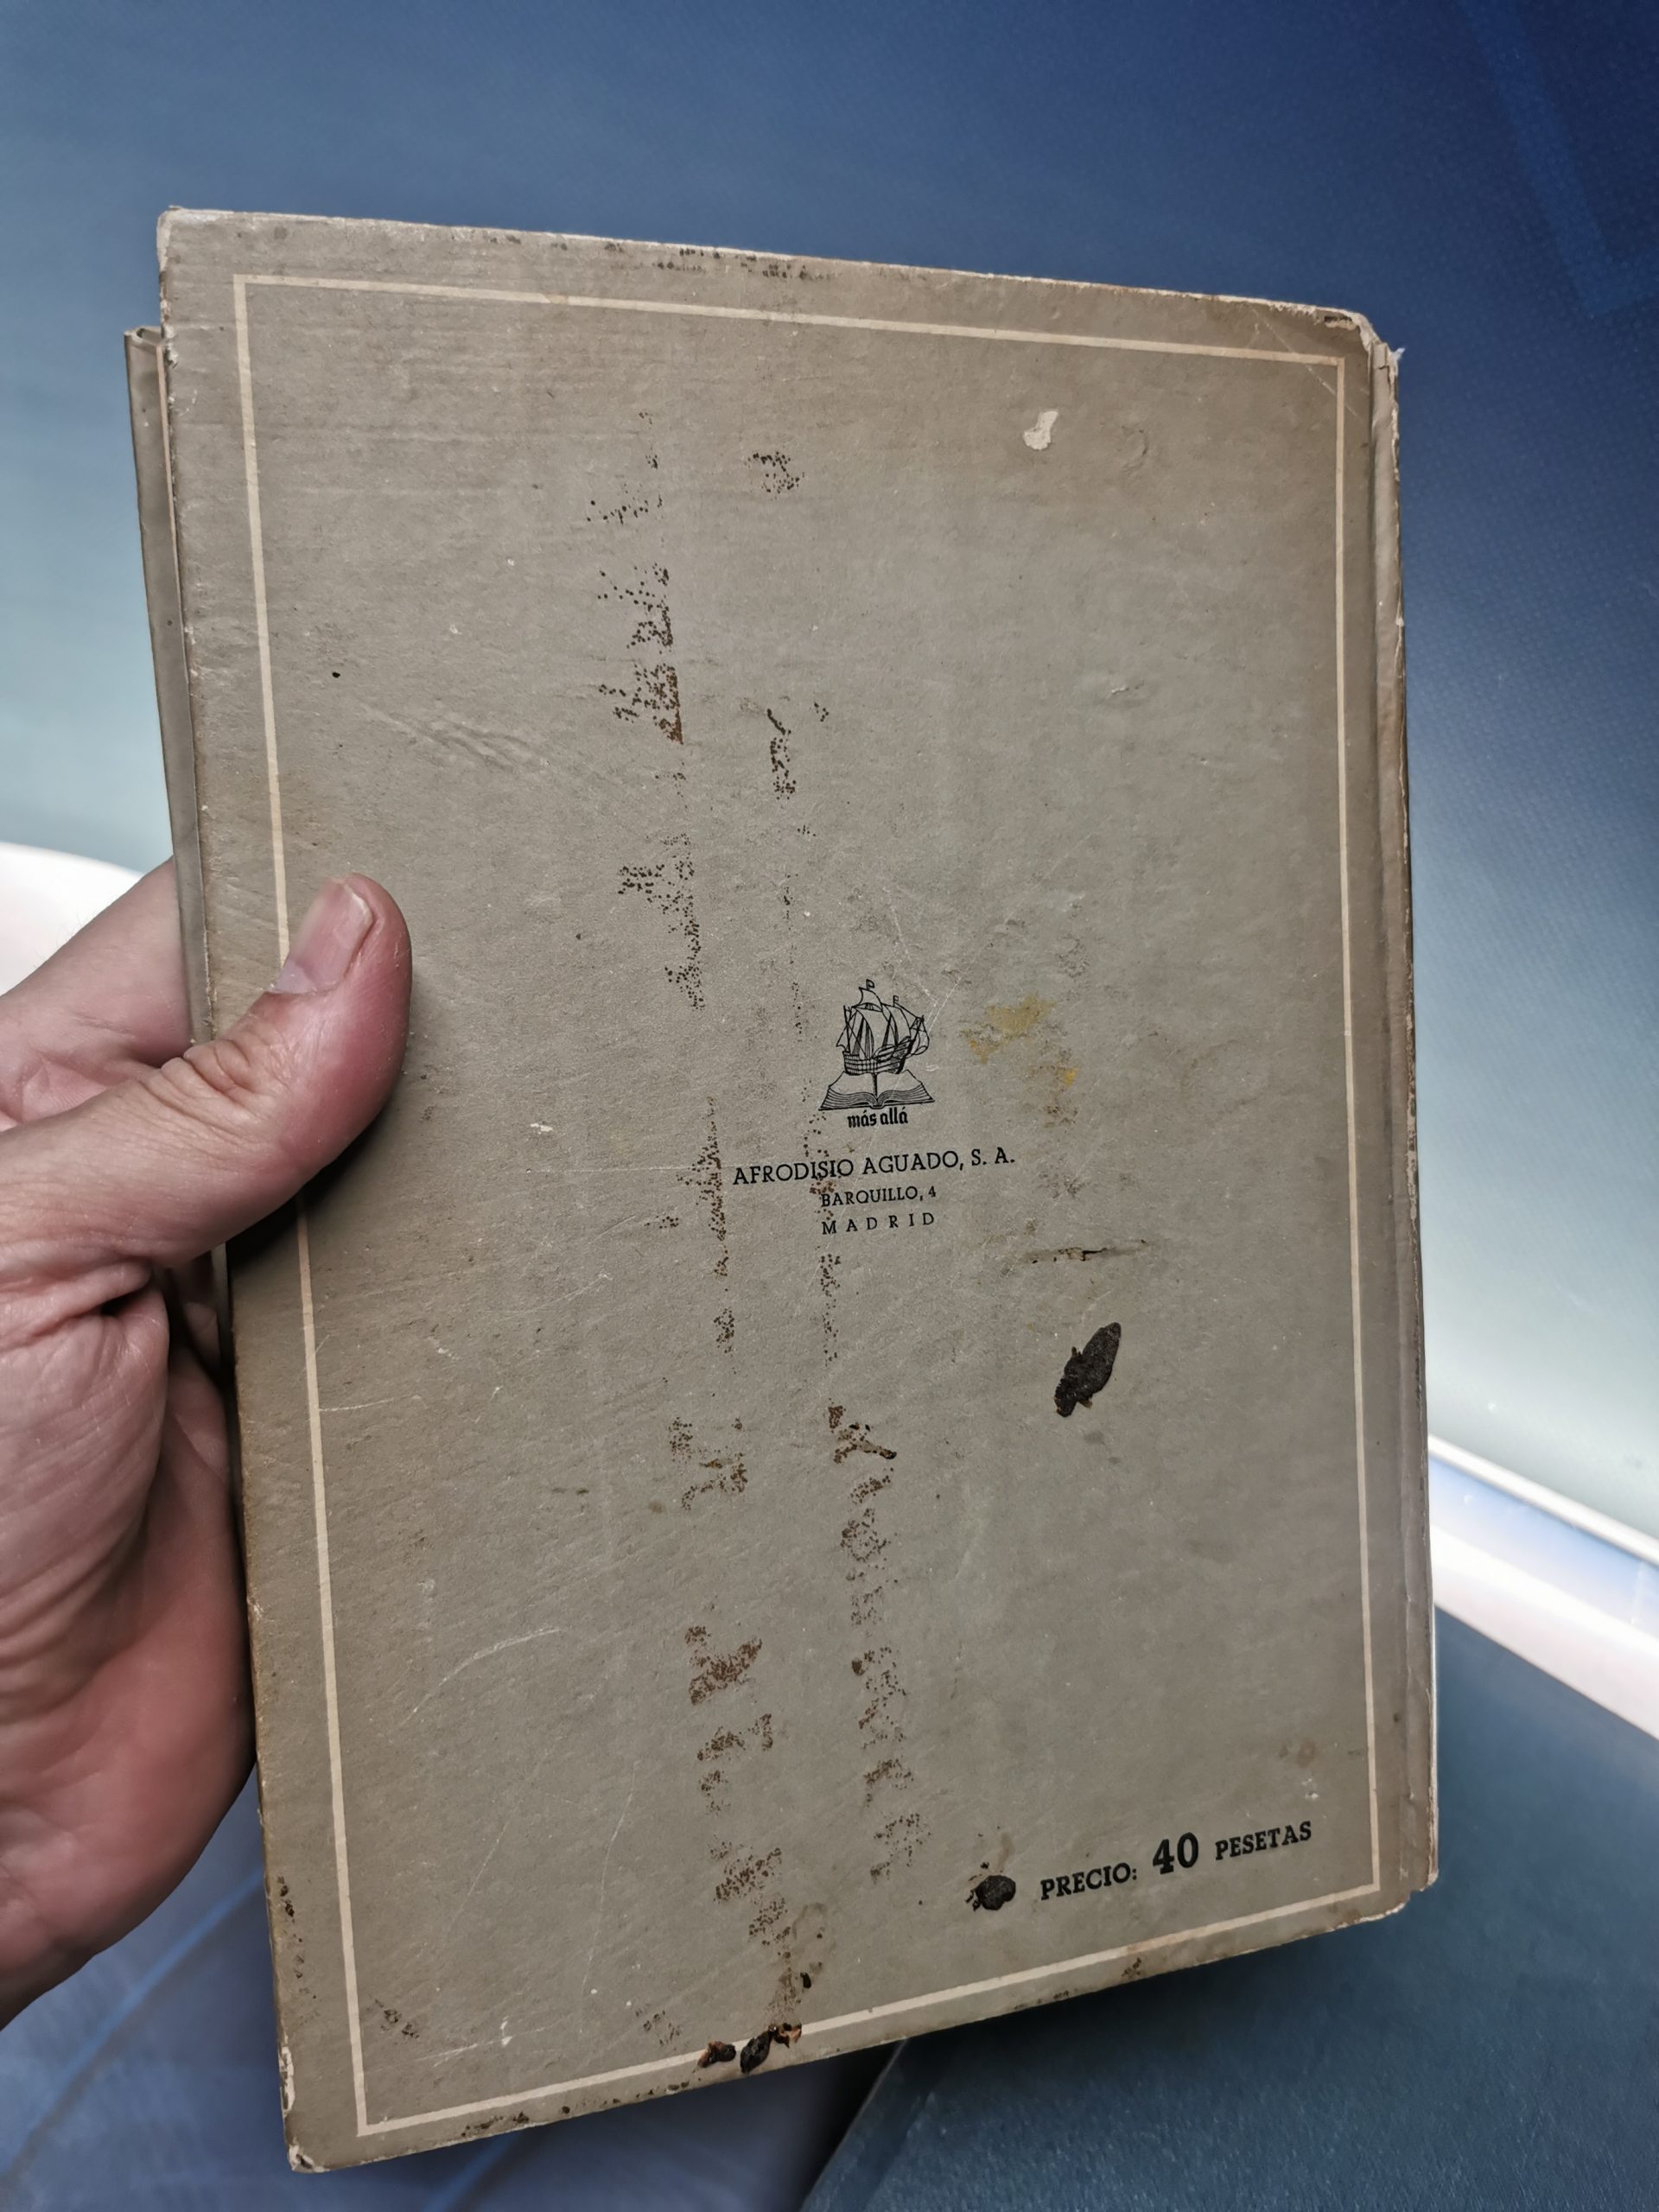 más allá
AFRODISIO AGUADO, S. A.
BARQUILLO, 4
MADRID
PRECIO: 40 PESETAS